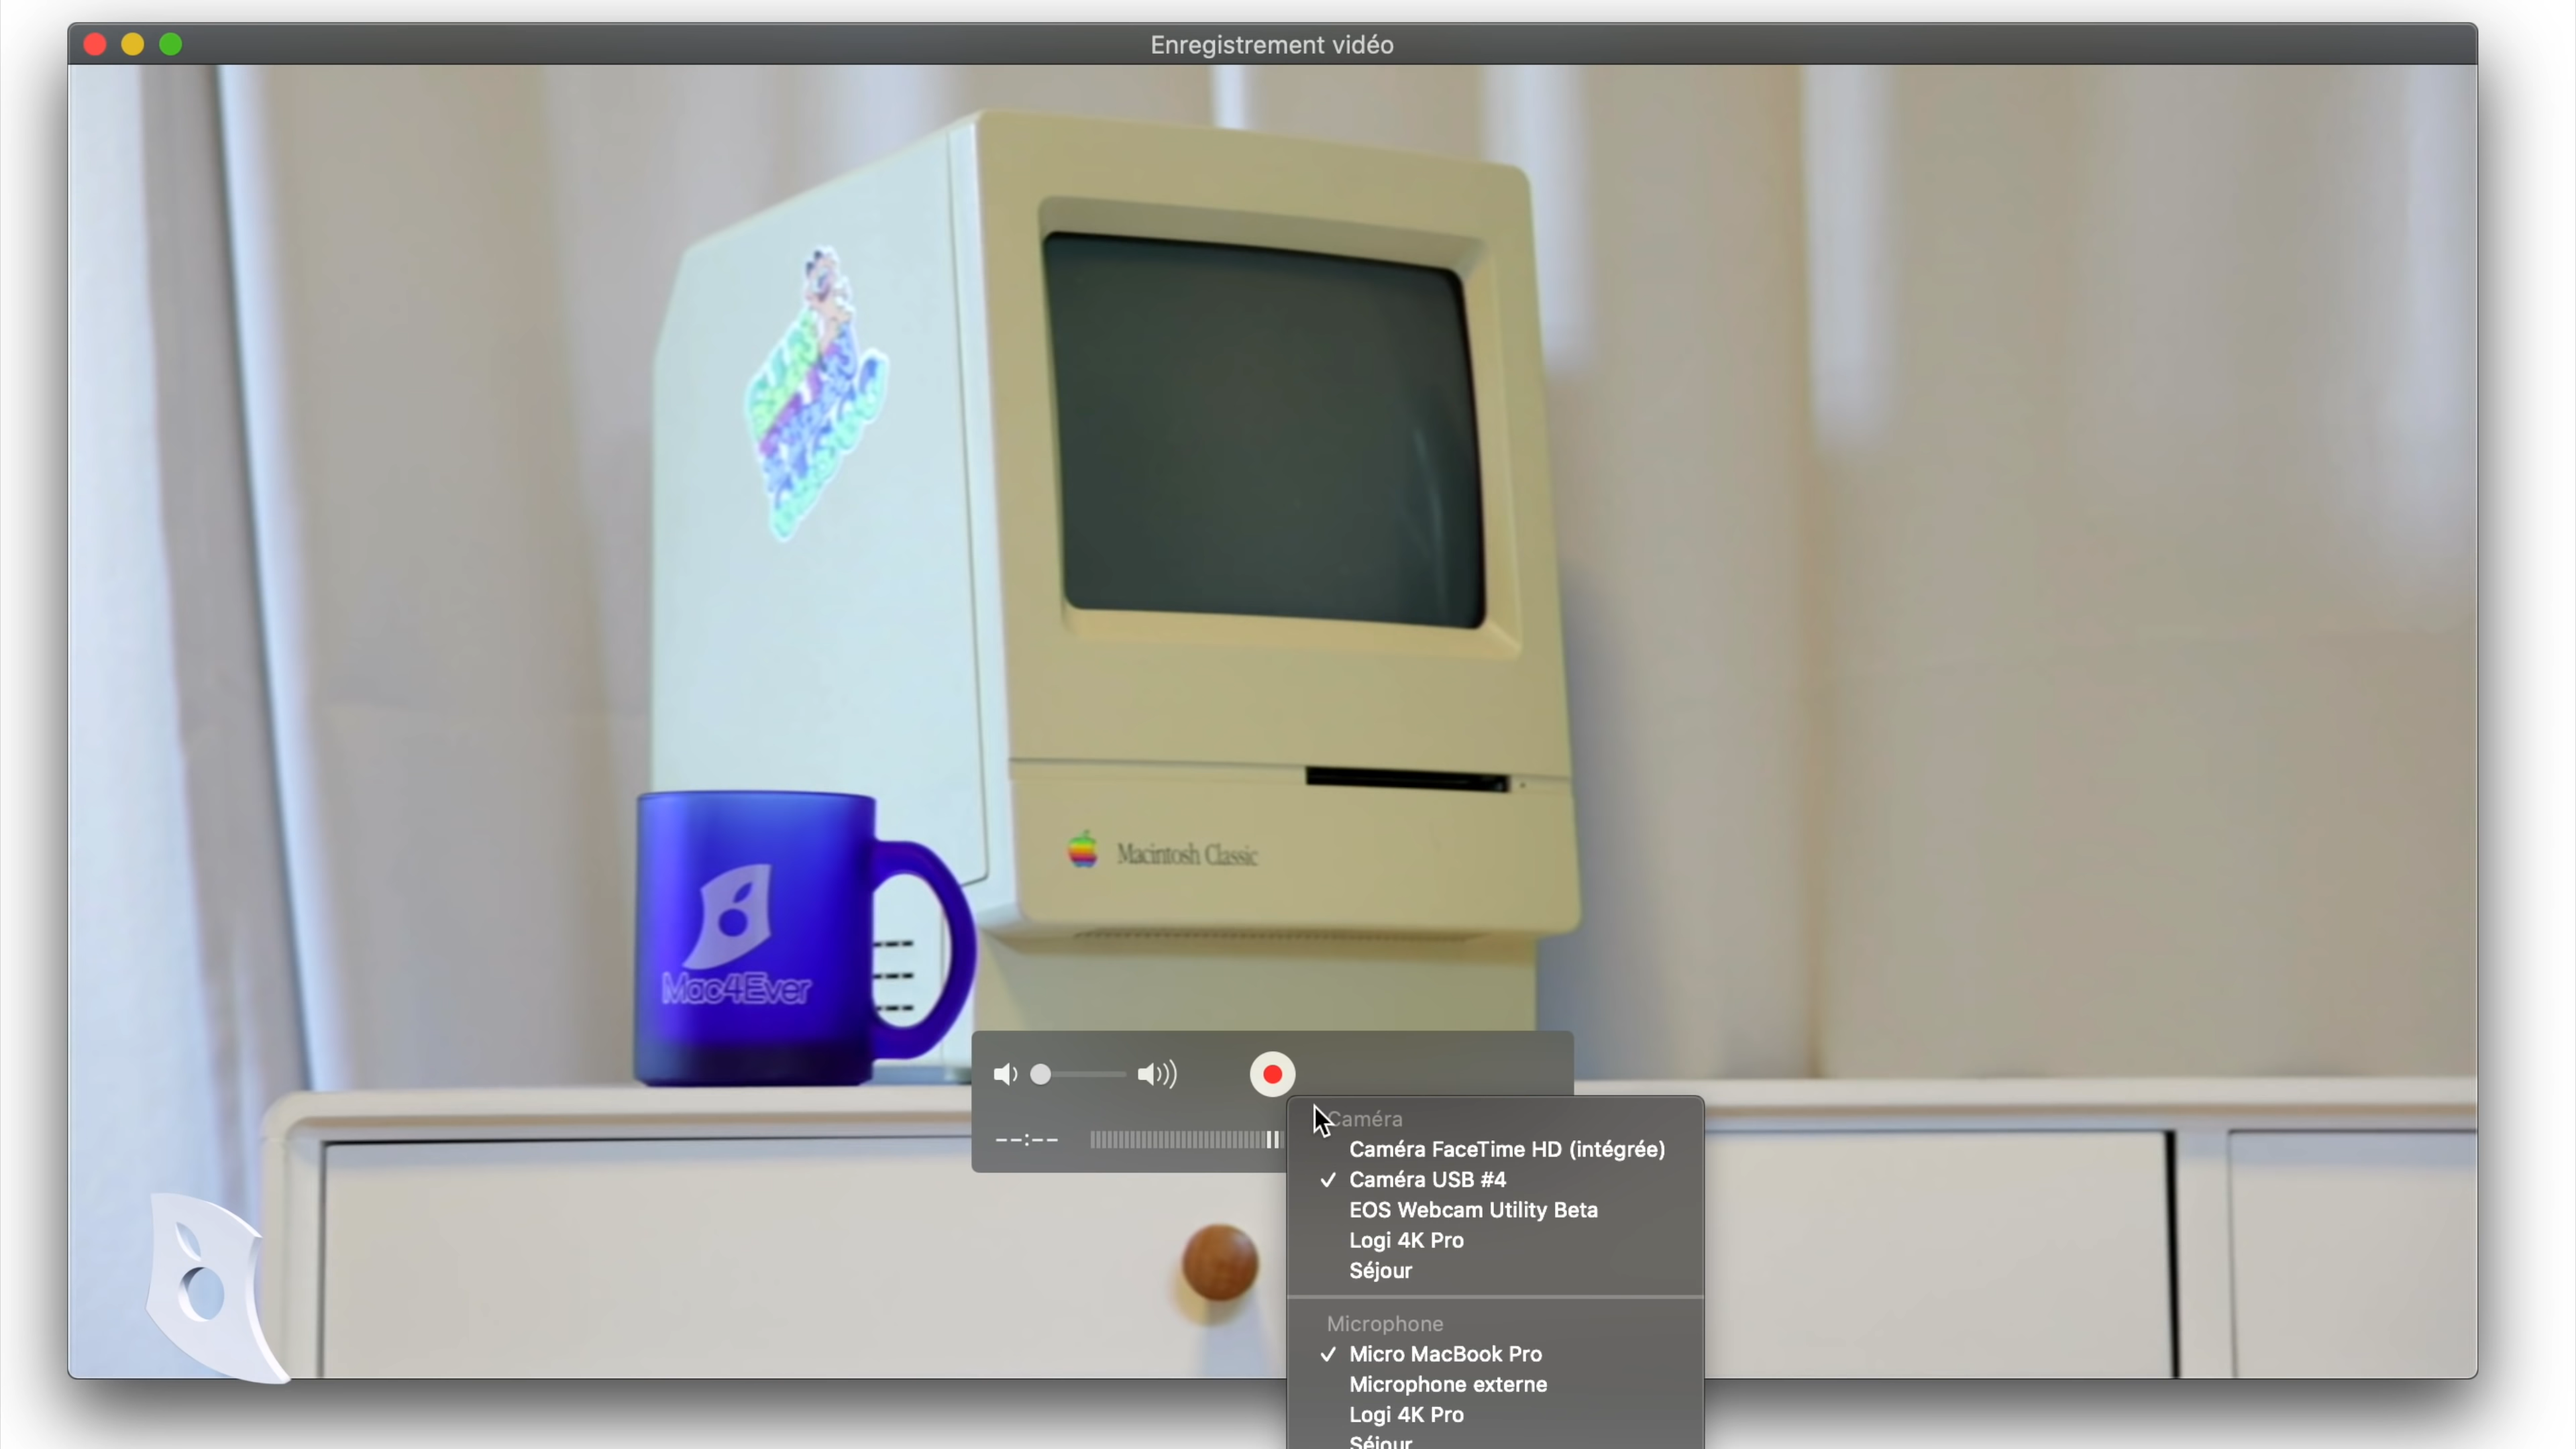 Enregistrement vidéo
Macintosh Classic
Mac4Ever
--:--
Caméra
Caméra FaceTime HD (intégrée)
✓ Caméra USB #4
EOS Webcam Utility Beta
Logi 4K Pro
Séjour
Microphone
✓ Micro MacBook Pro
Microphone externe
Logi 4K Pro
Séjour